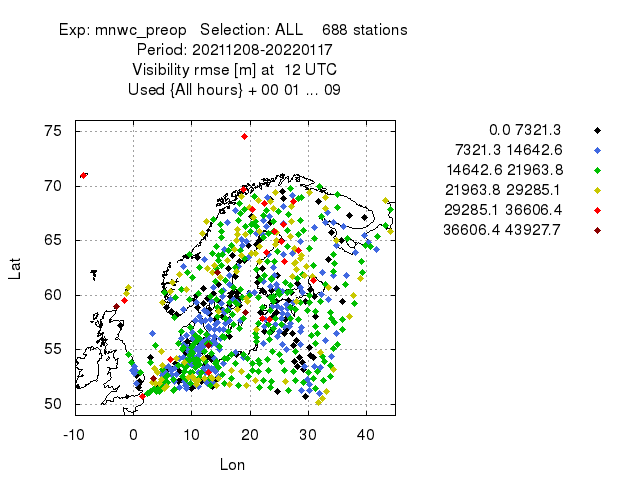 Exp: mnwc_preop   Selection: ALL    688 stations
Period: 20211208-20220117
Visibility rmse [m] at  12 UTC
Used {All hours} + 00 01 ... 09
0.0 7321.3
7321.3 14642.6
14642.6 21963.8
21963.8 29285.1
29285.1 36606.4
36606.4 43927.7
75
70
65
60
55
50
Lat
-10 0 10 20 30 40
Lon